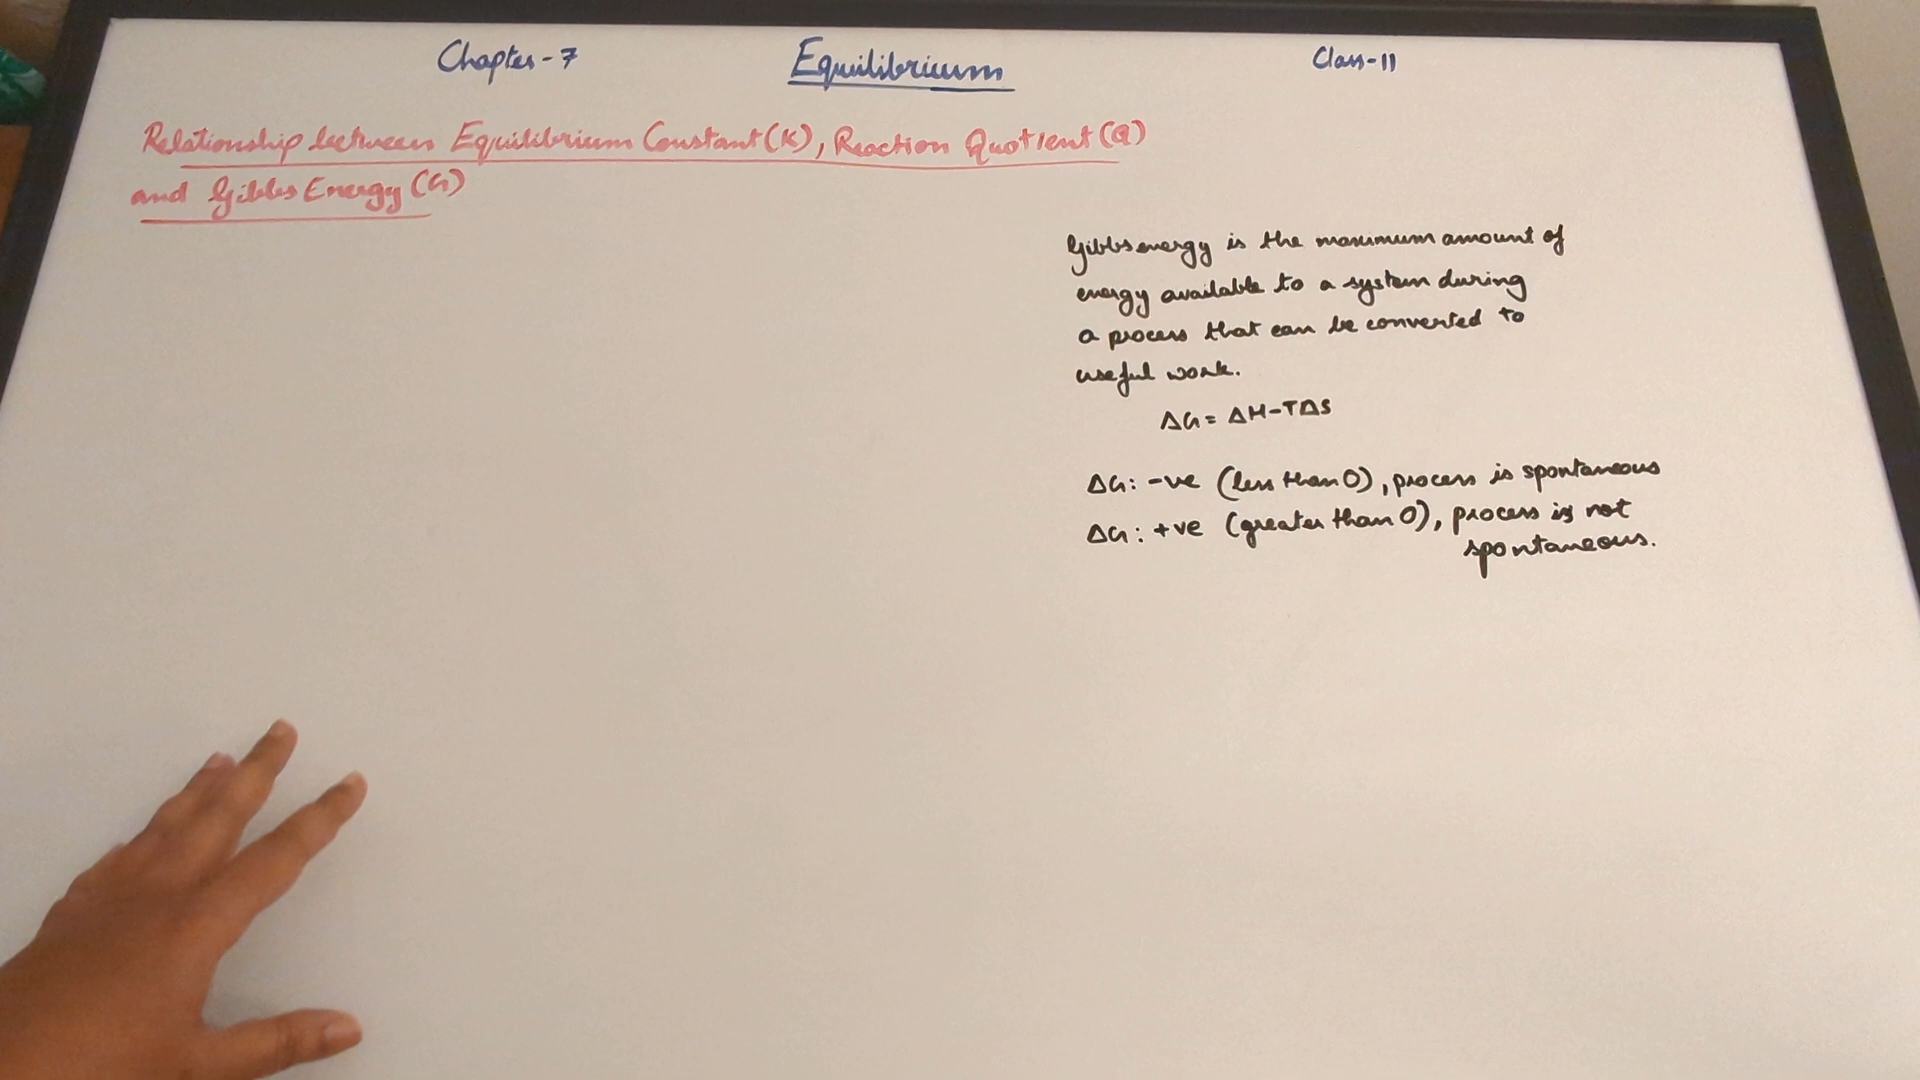 Chapter-7 Equilibrium Class-11
Relationship between Equilibrium Constant (K), Reaction Quotient (Q)
and Gibbs Energy (G)
Gibbs energy is the maximum amount of
energy available to a system during
a process that can be converted to
useful work.
ΔG = ΔH-TΔS
ΔG: -ve (less than 0), process is spontaneous
ΔG: +ve (greater than 0), process is not
spontaneous.